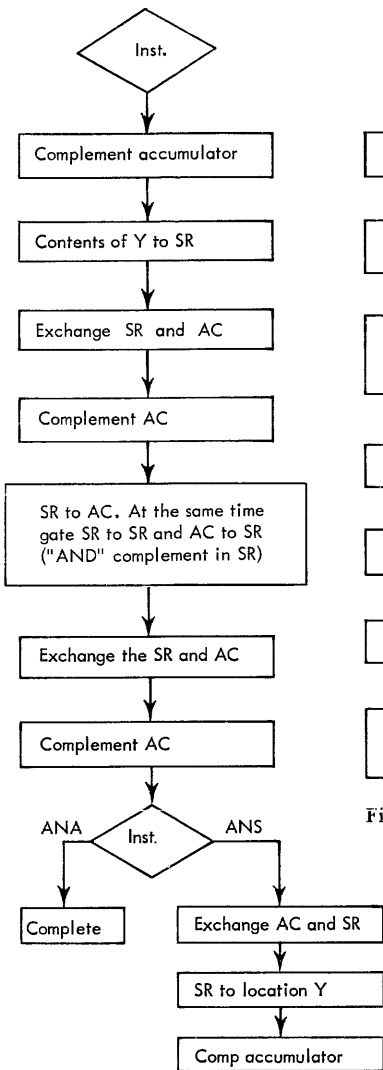 Inst.
Complement accumulator
Contents of Y to SR
Exchange SR and AC
Complement AC
SR to AC. At the same time
gate SR to SR and AC to SR
("AND" complement in SR)
Exchange the SR and AC
Complement AC
ANA
Inst.
ANS
Fi
Complete
Exchange AC and SR
SR to location Y
Comp accumulator